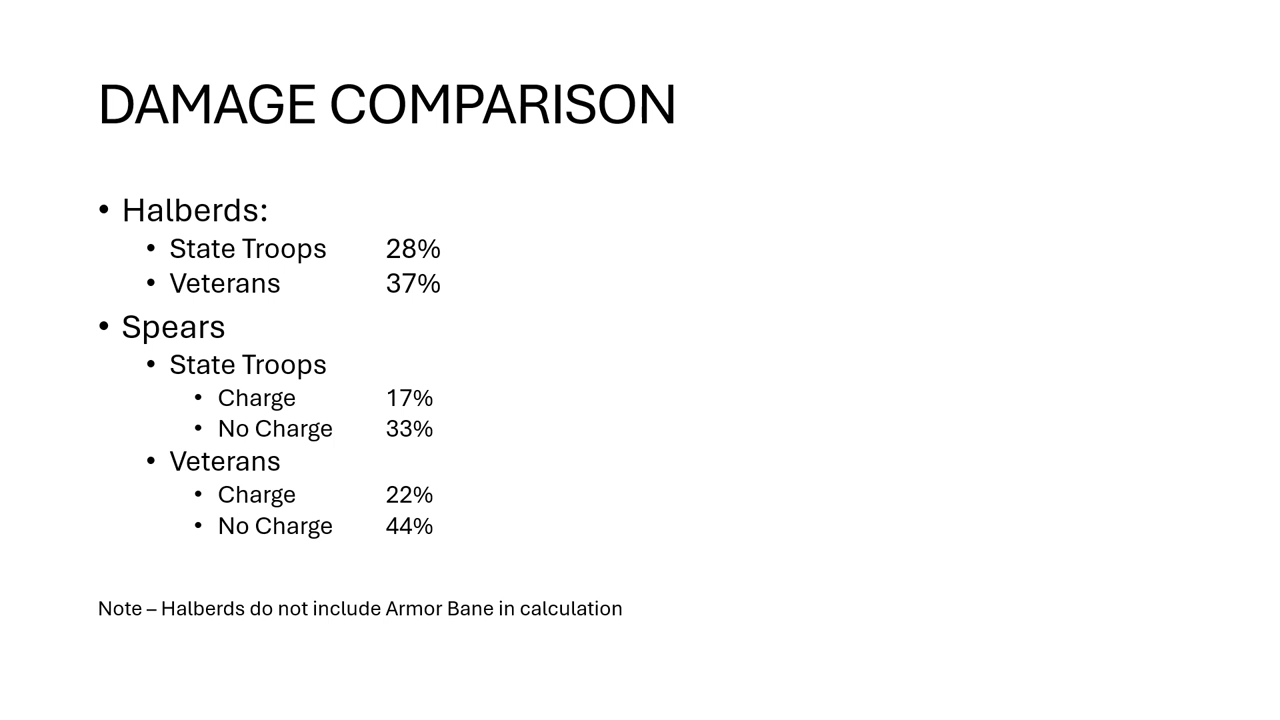 DAMAGE COMPARISON
• Halberds:
• State Troops 28%
• Veterans 37%
• Spears
• State Troops
• Charge 17%
• No Charge 33%
• Veterans
• Charge 22%
• No Charge 44%
Note – Halberds do not include Armor Bane in calculation